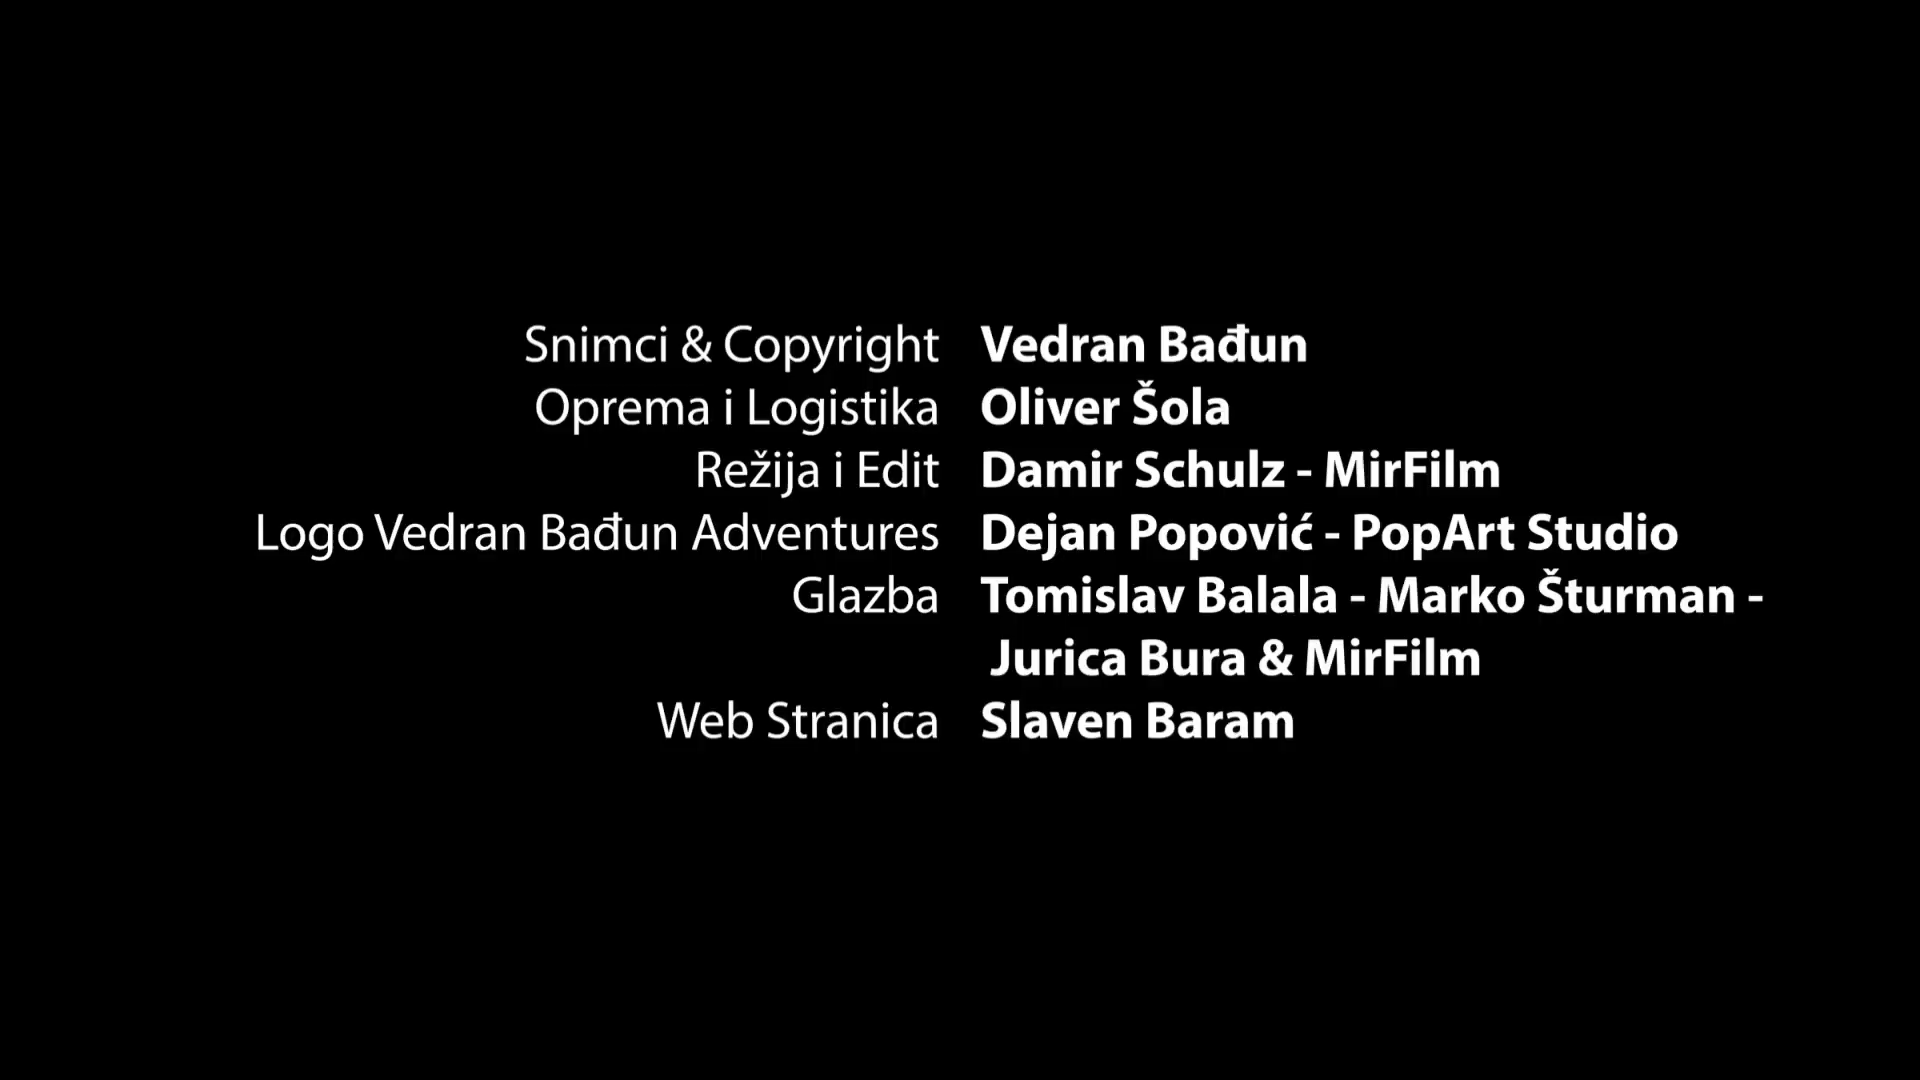 Snimci & Copyright Vedran Bađun
Oprema i Logistika Oliver Šola
Režija i Edit Damir Schulz - MirFilm
Logo Vedran Bađun Adventures Dejan Popović - PopArt Studio
Glazba Tomislav Balala - Marko Šturman -
Jurica Bura & MirFilm
Web Stranica Slaven Baram